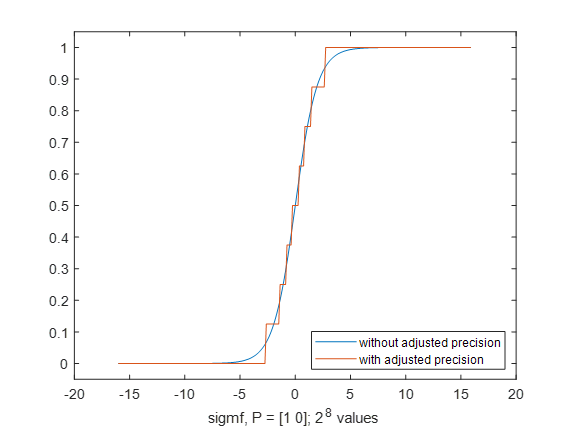 1
0.9
0.8
0.7
0.6
0.5
0.4
0.3
0.2
0.1
0
-20 -15 -10 -5 0 5 10 15 20
without adjusted precision
with adjusted precision
sigmf, P = [1 0]; 2^8 values